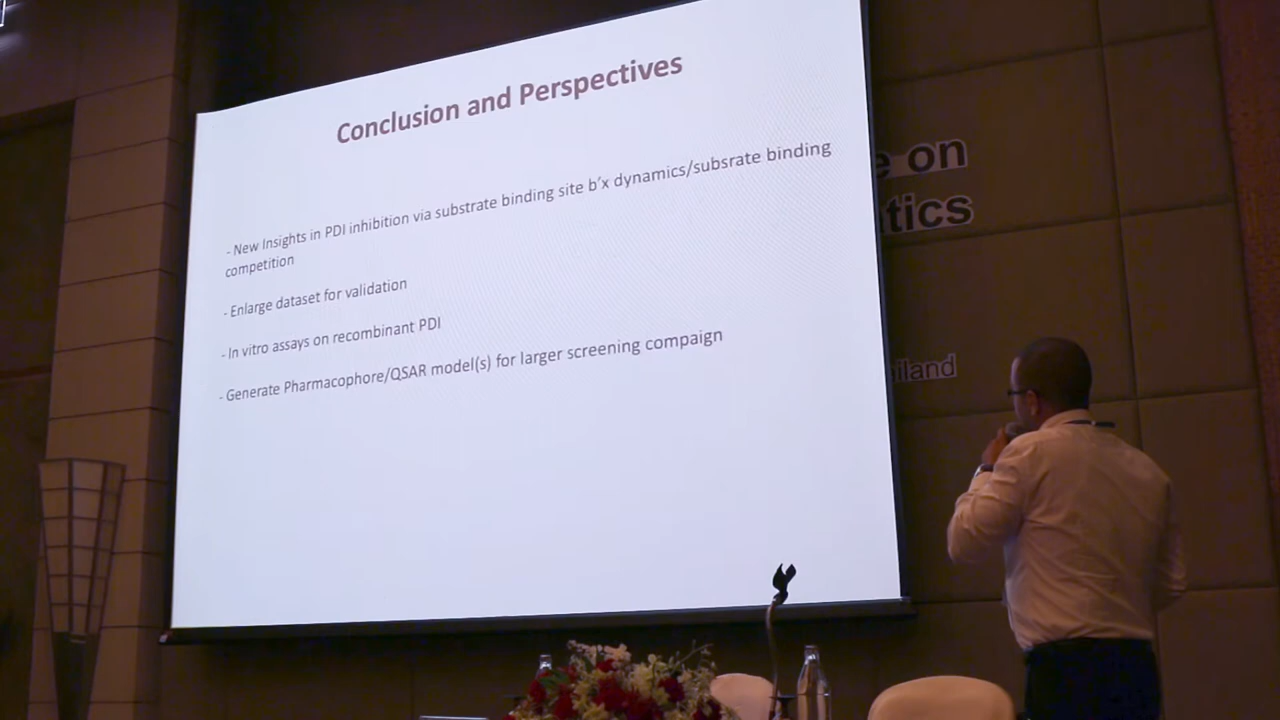 Conclusion and Perspectives
- New Insights in PDI inhibition via substrate binding site b'x dynamics/subsrate binding
competition
- Enlarge dataset for validation
- In vitro assays on recombinant PDI
- Generate Pharmacophore/QSAR model(s) for larger screening compaign
e on
tics
iland